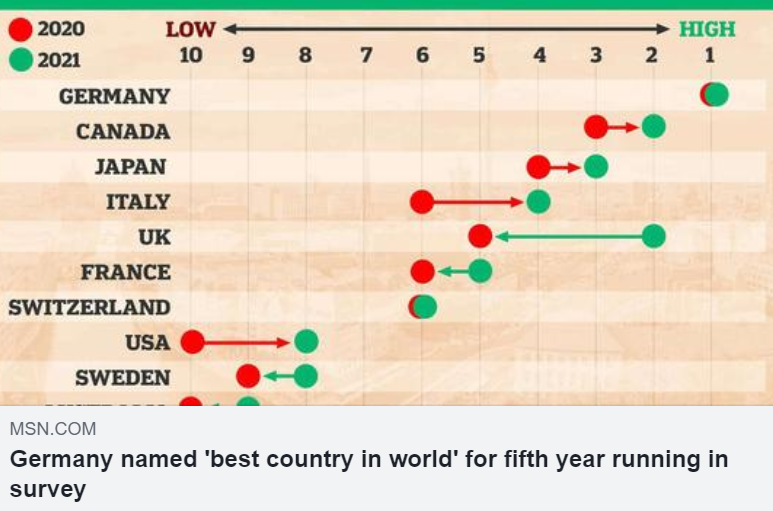 2020
2021
LOW HIGH
10 9 8 7 6 5 4 3 2 1
GERMANY
CANADA
JAPAN
ITALY
UK
FRANCE
SWITZERLAND
USA
SWEDEN
MSN.COM
Germany named 'best country in world' for fifth year running in
survey